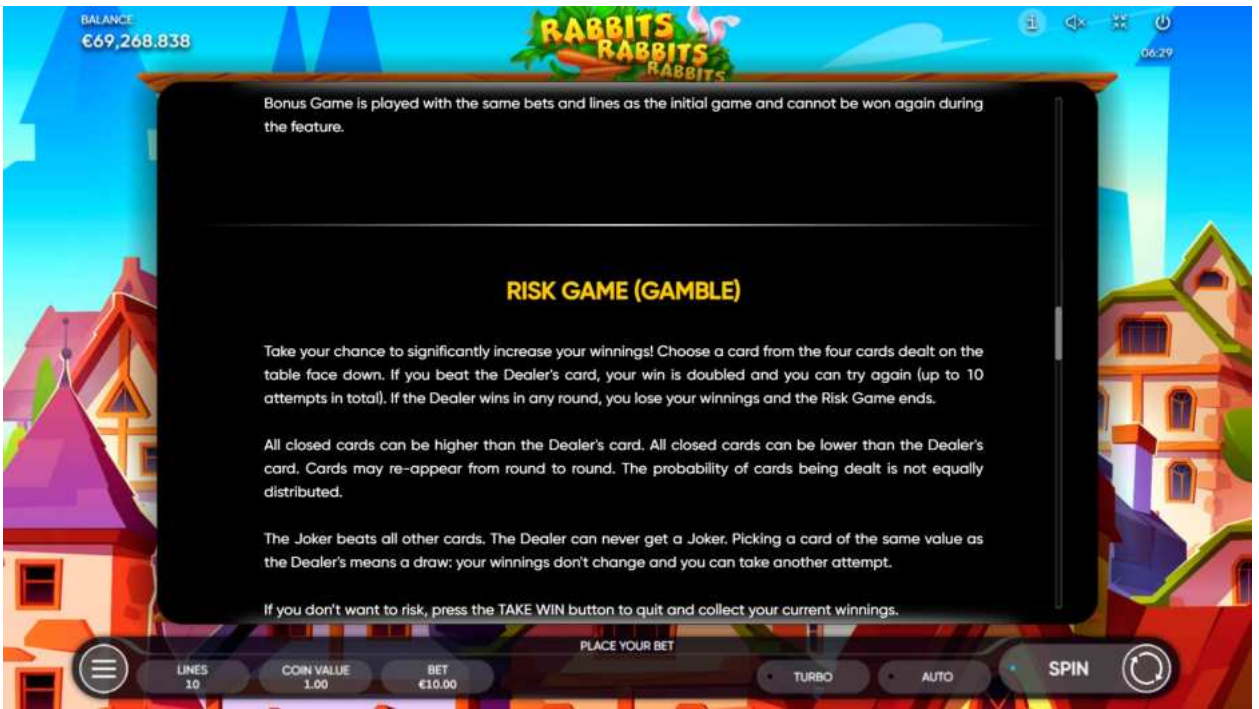 BALANCE
€69,268.838
RABBITS
RABBITS
RABBITS
06:29
Bonus Game is played with the same bets and lines as the initial game and cannot be won again during
the feature.
RISK GAME (GAMBLE)
Take your chance to significantly increase your winnings! Choose a card from the four cards dealt on the
table face down. If you beat the Dealer's card, your win is doubled and you can try again (up to 10
attempts in total). If the Dealer wins in any round, you lose your winnings and the Risk Game ends.
All closed cards can be higher than the Dealer's card. All closed cards can be lower than the Dealer's
card. Cards may re-appear from round to round. The probability of cards being dealt is not equally
distributed.
The Joker beats all other cards. The Dealer can never get a Joker. Picking a card of the same value as
the Dealer's means a draw: your winnings don't change and you can take another attempt.
If you don't want to risk, press the TAKE WIN button to quit and collect your current winnings.
PLACE YOUR BET
LINES
10
COIN VALUE
1.00
BET
€10.00
TURBO
AUTO
SPIN